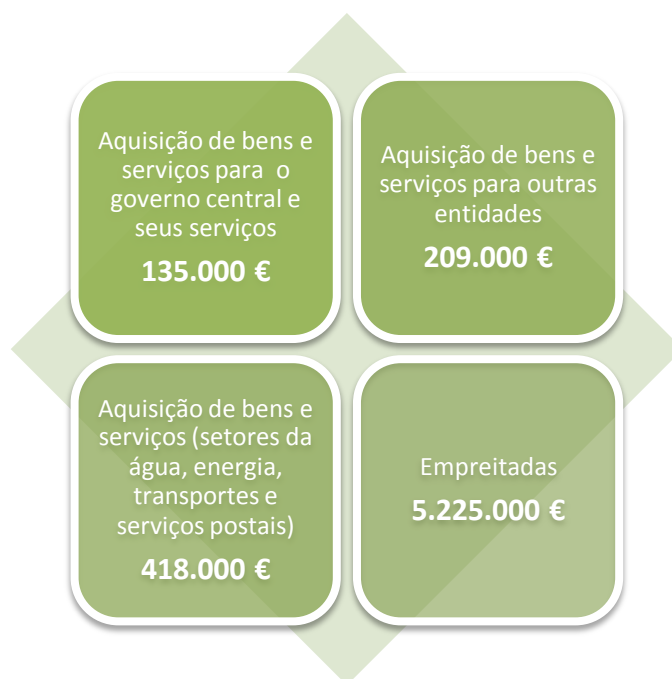 Aquisição de bens e
serviços para o
governo central e
seus serviços
135.000 €
Aquisição de bens e
serviços para outras
entidades
209.000 €
Aquisição de bens e
serviços (setores da
água, energia,
transportes e
serviços postais)
418.000 €
Empreitadas
5.225.000 €